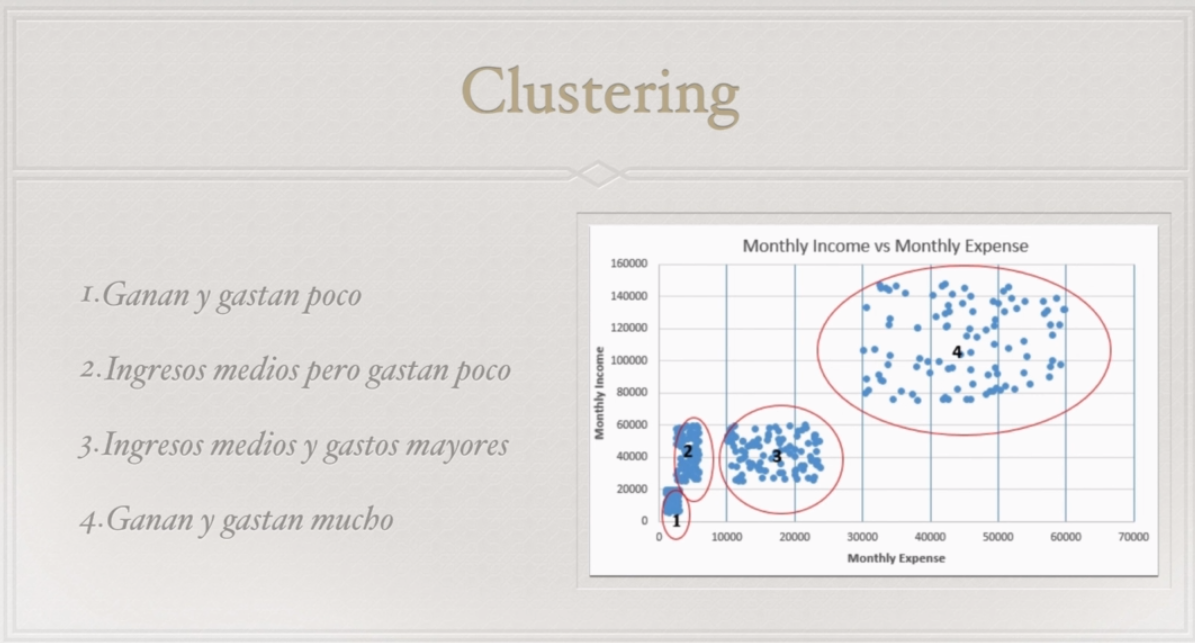 Clustering
1.Ganan y gastan poco
2.Ingresos medios pero gastan poco
3.Ingresos medios y gastos mayores
4.Ganan y gastan mucho
Monthly Income vs Monthly Expense
Monthly Income
160000
140000
120000
100000
80000
60000
40000
20000
0
4
2
3
1
0 10000 20000 30000 40000 50000 60000 70000
Monthly Expense